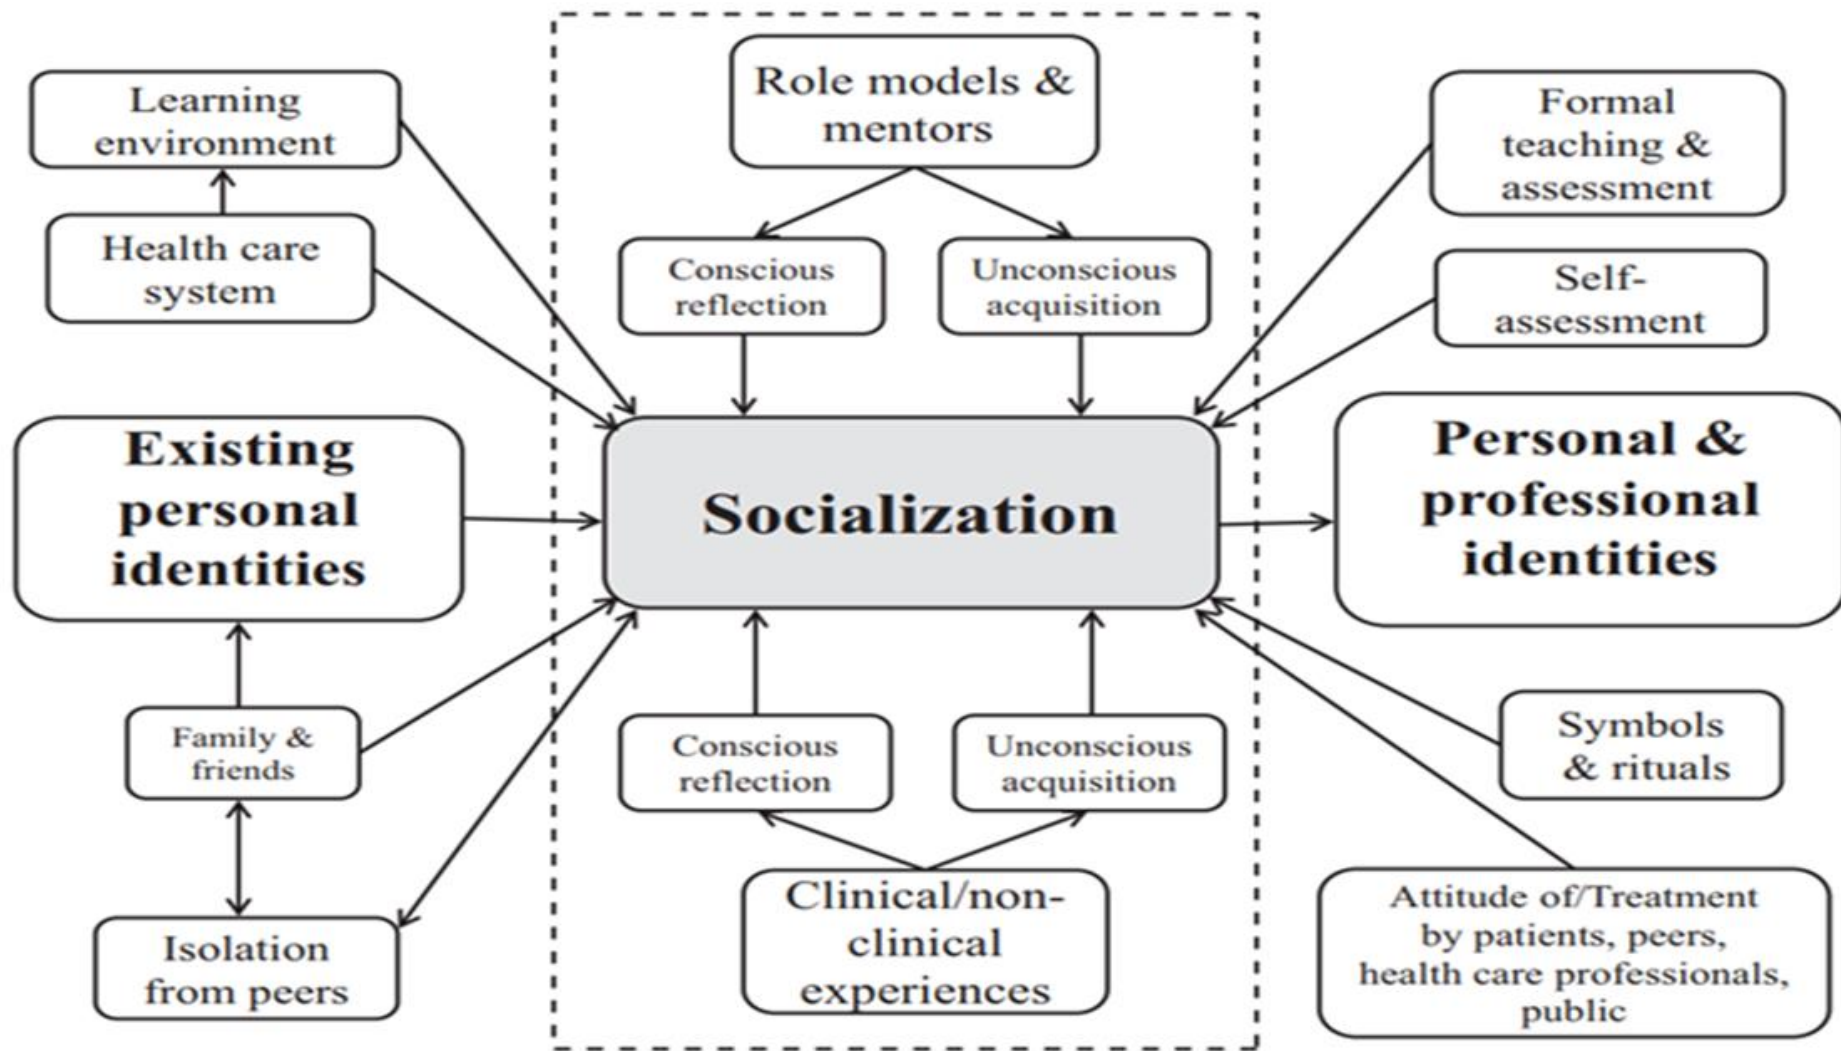 Learning
environment
Health care
system
Existing
personal
identities
Family &
friends
Isolation
from peers
Role models &
mentors
Conscious
reflection
Unconscious
acquisition
Socialization
Conscious
reflection
Unconscious
acquisition
Clinical/non-
clinical
experiences
Formal
teaching &
assessment
Self-
assessment
Personal &
professional
identities
Symbols
& rituals
Attitude of/Treatment
by patients, peers,
health care professionals,
public